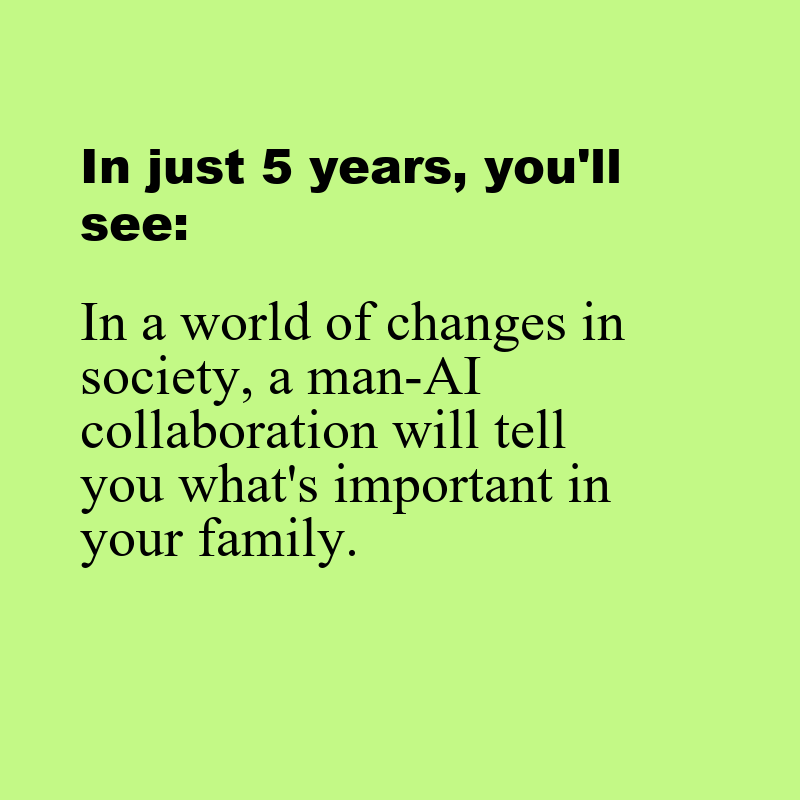 In just 5 years, you'll
see:
In a world of changes in
society, a man-AI
collaboration will tell
you what's important in
your family.